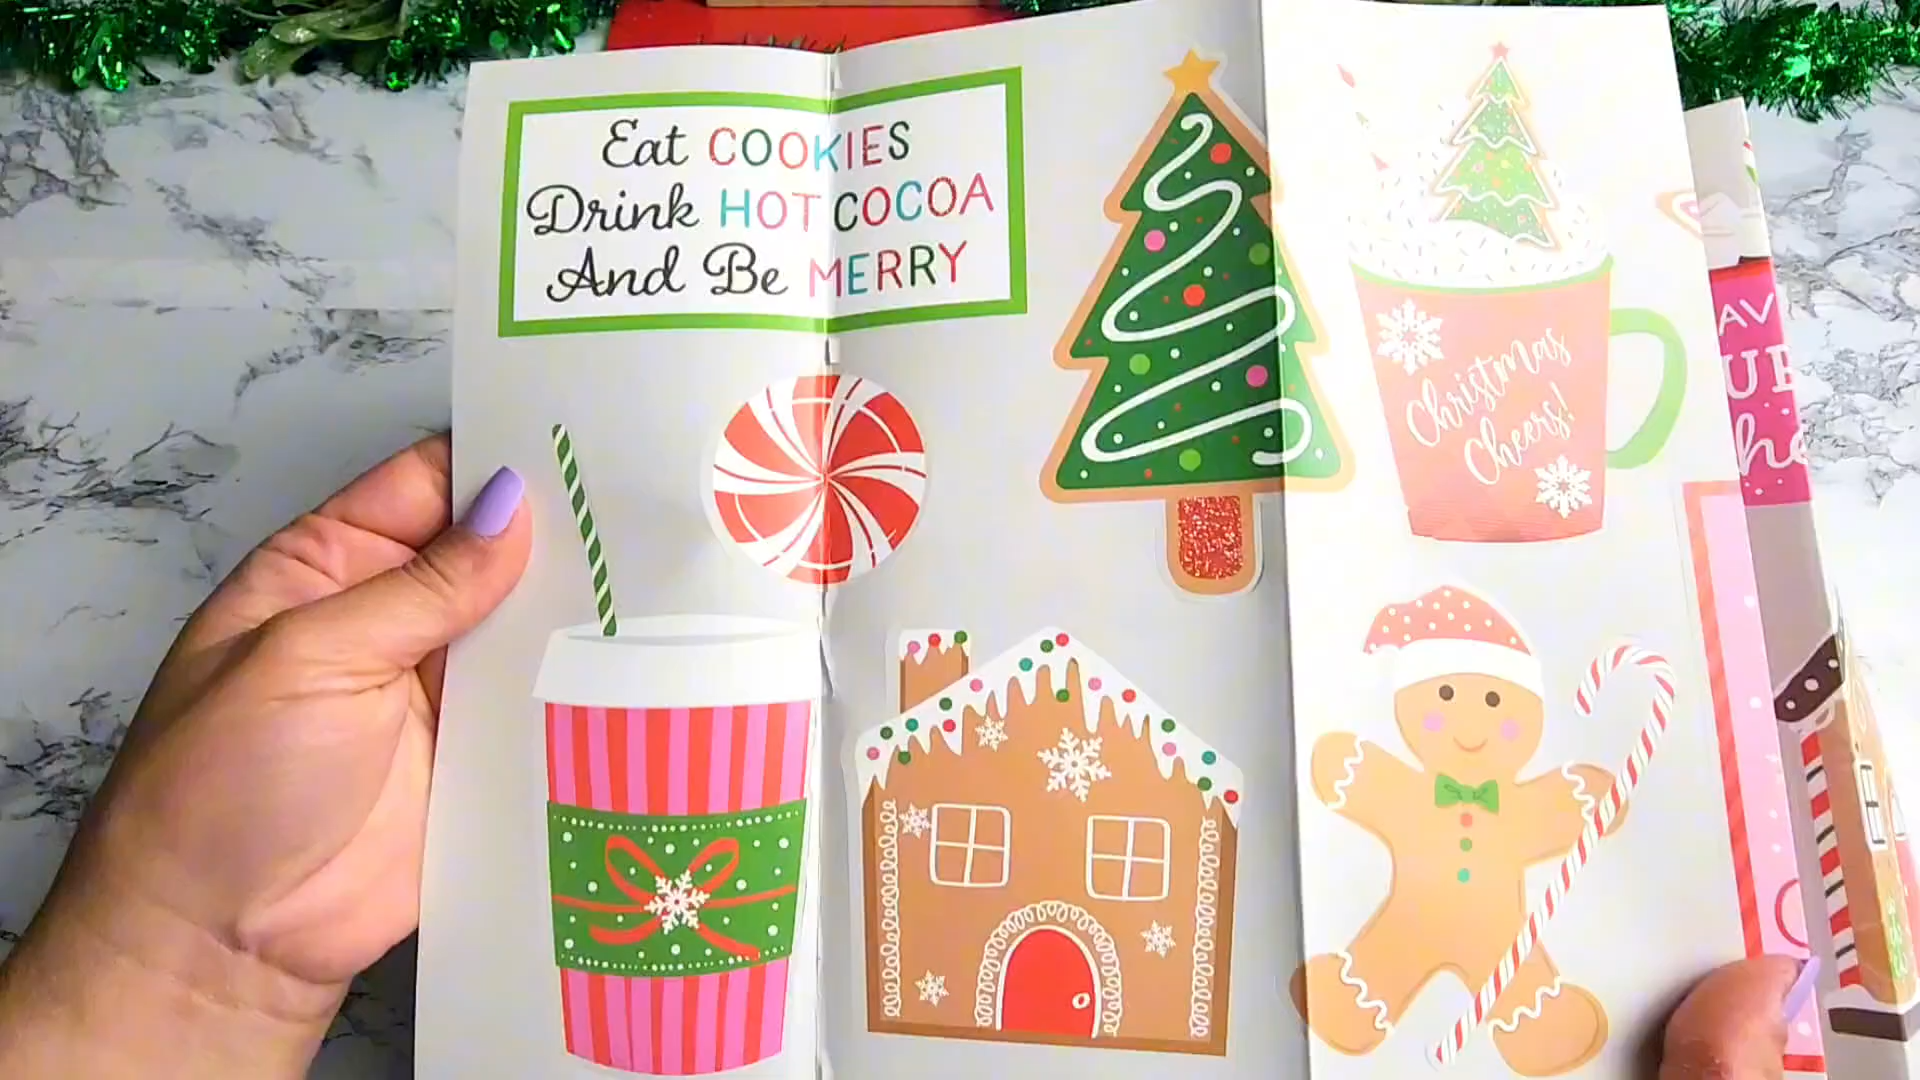 Eat COOKIES
Drink HOT COCOA
And Be MERRY
Christmas
Cheers!